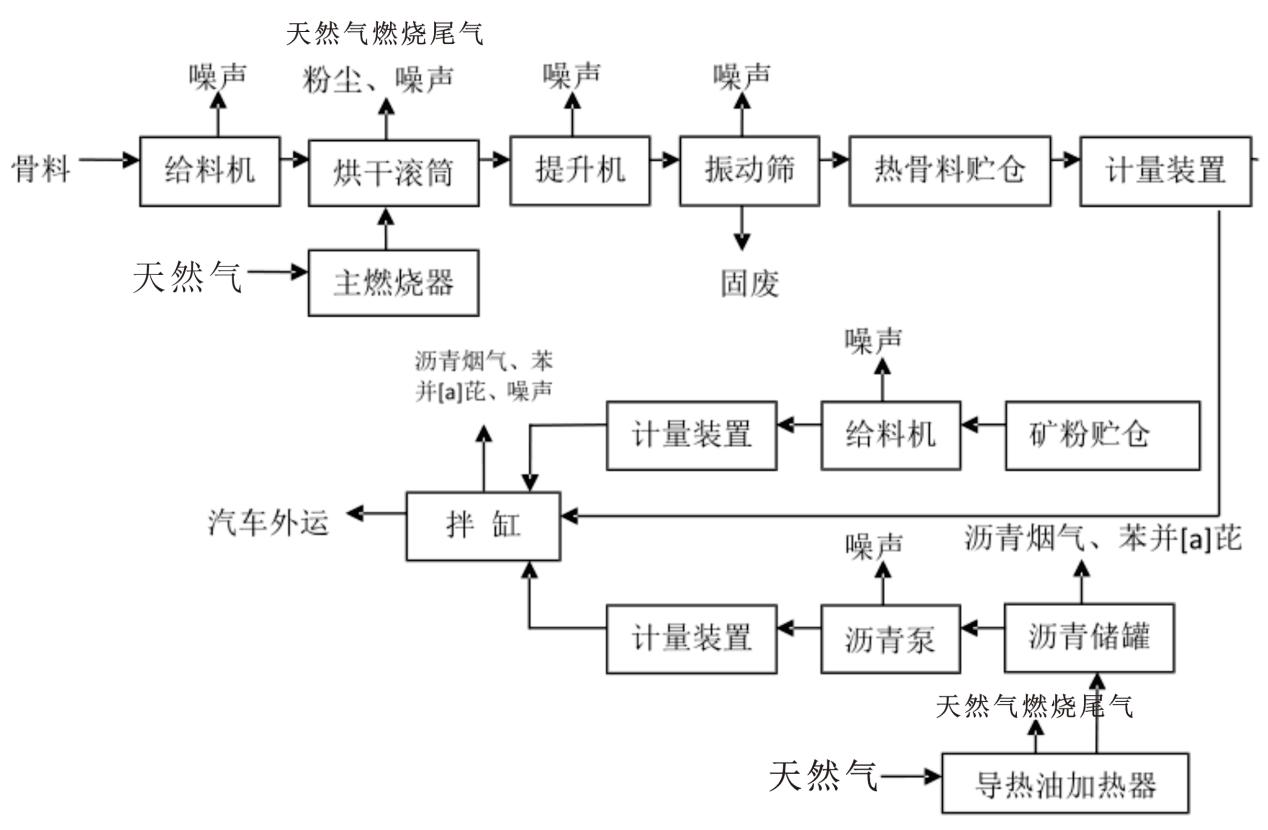 天然气燃烧尾气
噪声
粉尘、噪声
噪声
噪声
骨料
给料机
烘干滚筒
提升机
振动筛
热骨料贮仓
计量装置
天然气
主燃烧器
固废
沥青烟气、苯
并[a]芘、噪声
噪声
计量装置
给料机
矿粉贮仓
汽车外运
拌 缸
噪声
沥青烟气、苯并[a]芘
计量装置
沥青泵
沥青储罐
天然气燃烧尾气
天然气
导热油加热器